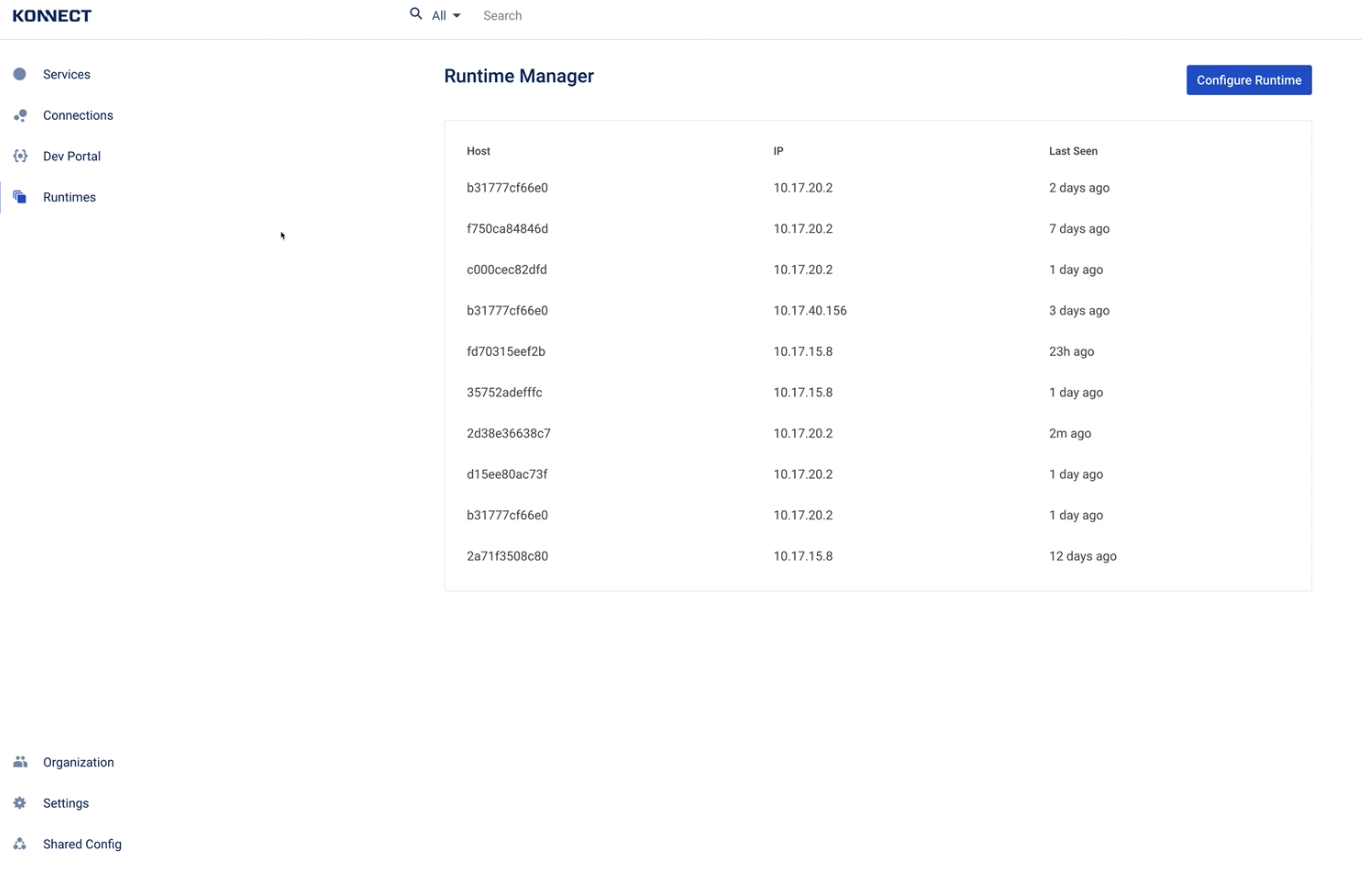 KONNECT
All Search
Services
Connections
Dev Portal
Runtimes
Runtime Manager
Configure Runtime
Host IP Last Seen
b31777cf66e0 10.17.20.2 2 days ago
f750ca84846d 10.17.20.2 7 days ago
c000cec82dfd 10.17.20.2 1 day ago
b31777cf66e0 10.17.40.156 3 days ago
fd70315eef2b 10.17.15.8 23h ago
35752adefffc 10.17.15.8 1 day ago
2d38e36638c7 10.17.20.2 2m ago
d15ee80ac73f 10.17.20.2 1 day ago
b31777cf66e0 10.17.20.2 1 day ago
2a71f3508c80 10.17.15.8 12 days ago
Organization
Settings
Shared Config